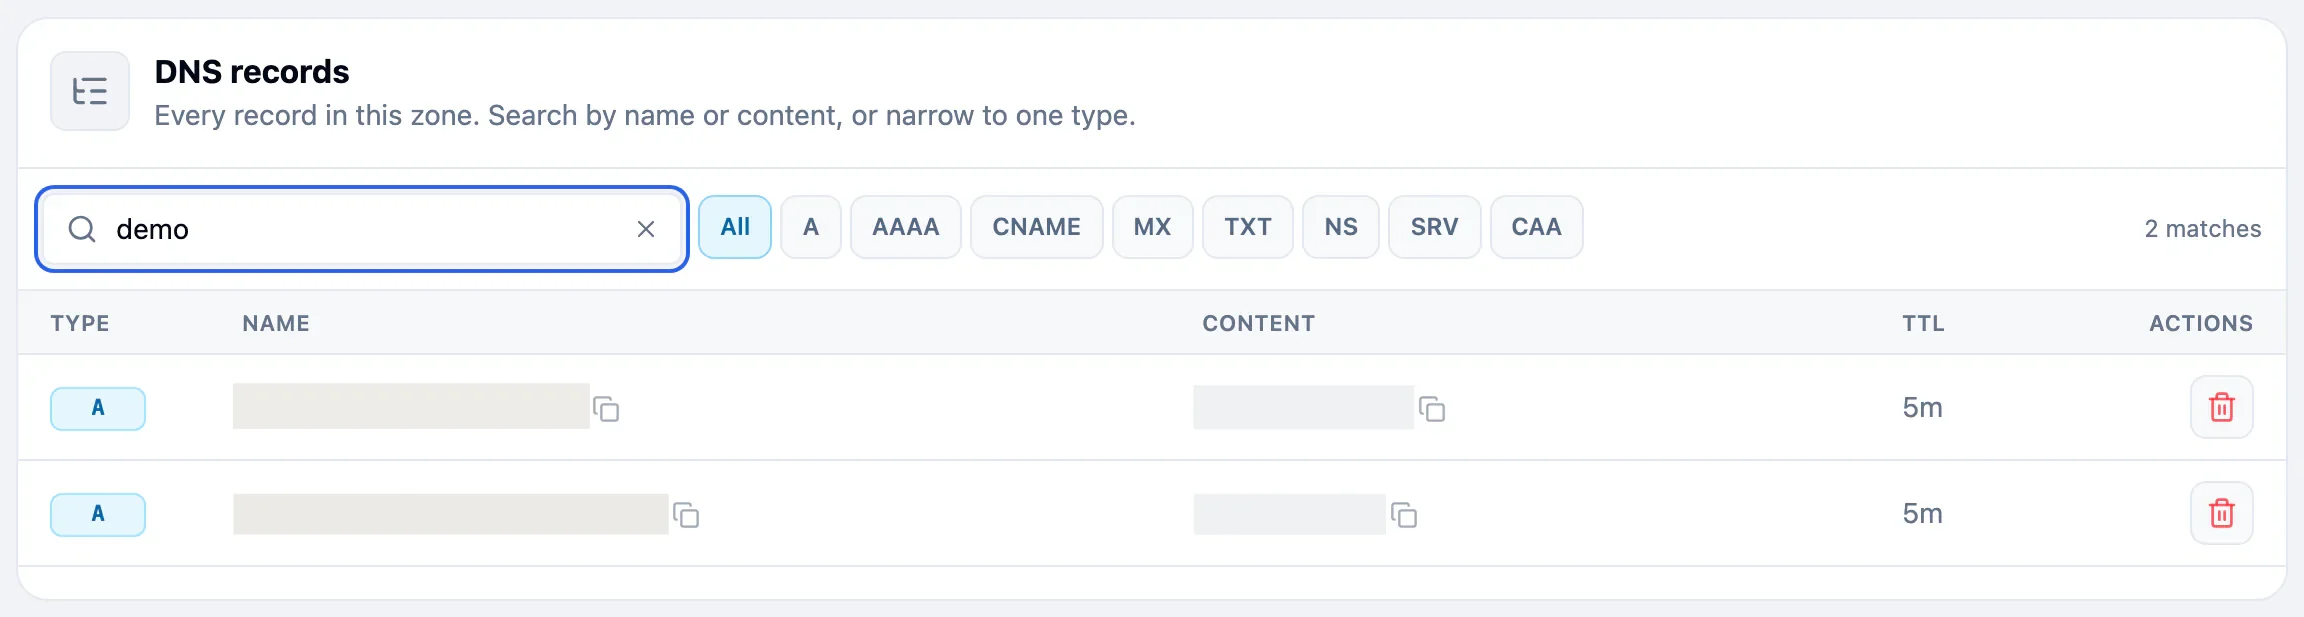 DNS records
Every record in this zone. Search by name or content, or narrow to one type.
demo All A AAAA CNAME MX TXT NS SRV CAA 2 matches
TYPE NAME CONTENT TTL ACTIONS
A 5m
A 5m